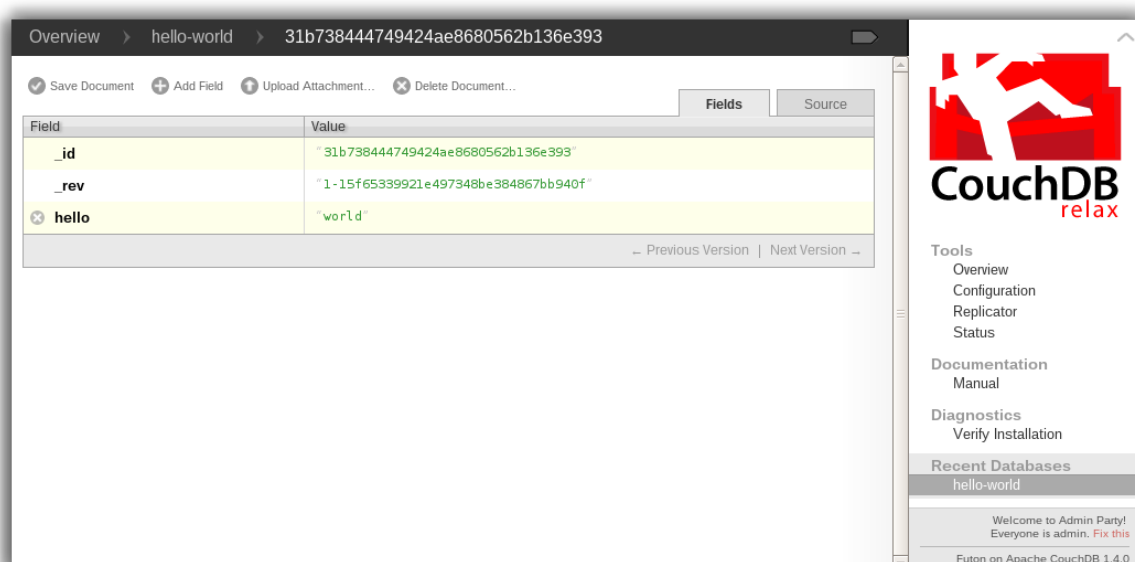 Overview hello-world 31b738444749424ae8680562b136e393
Save Document Add Field Upload Attachment... Delete Document...
Fields Source
Field Value
_id "31b738444749424ae8680562b136e393"
_rev "1-15f65339921e497348be384867bb940f"
hello "world"
← Previous Version | Next Version →
CouchDB
relax
Tools
Overview
Configuration
Replicator
Status
Documentation
Manual
Diagnostics
Verify Installation
Recent Databases
hello-world
Welcome to Admin Party!
Everyone is admin. Fix this
Futon on Apache CouchDB 1.4.0